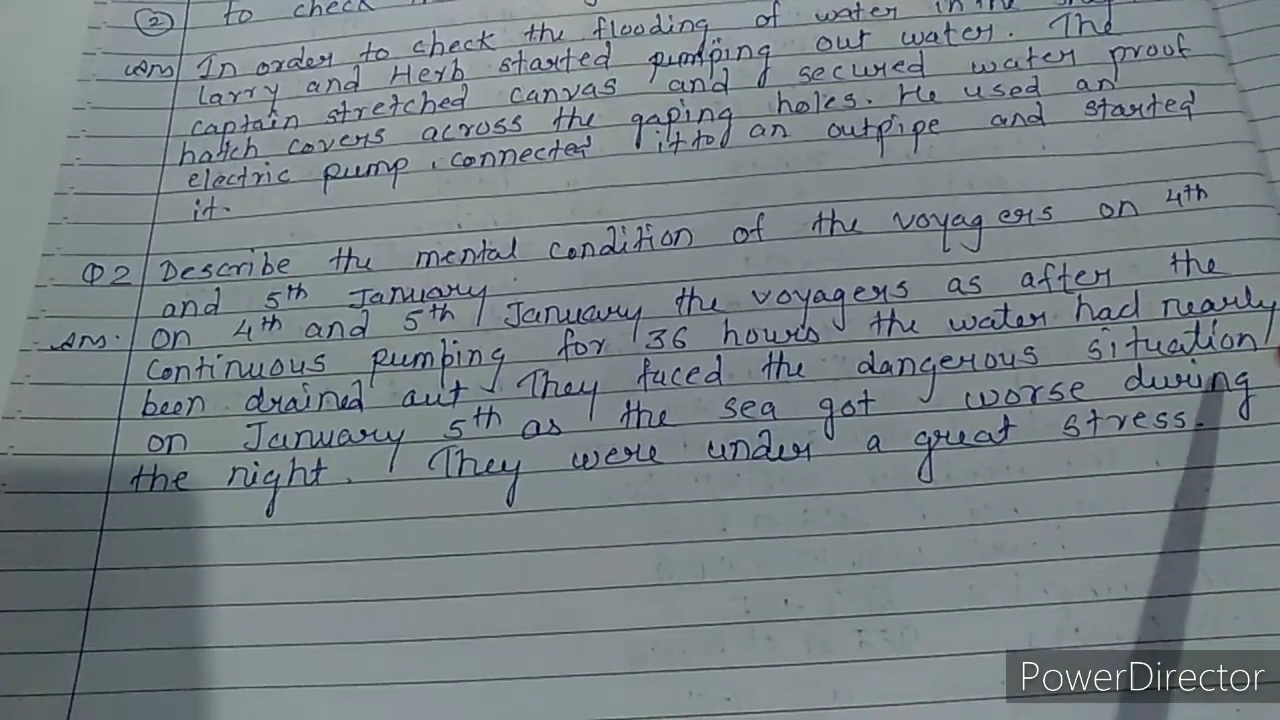 ② to check
Ans In order to check the flooding of water in the
Larry and Herb started pumping out water. The
captain stretched canvas and secured water proof
hatch covers across the gaping holes. He used an
electric pump, connected it to an outpipe and started
it.
Q2 Describe the mental condition of the voyagers on 4th
and 5th January
Ans. On 4th and 5th January the voyagers as after the
continuous pumping for 36 hours the water had nearly
been drained out. They faced the dangerous situation
on January 5th as the sea got worse during
the night. They were under a great stress.
PowerDirector